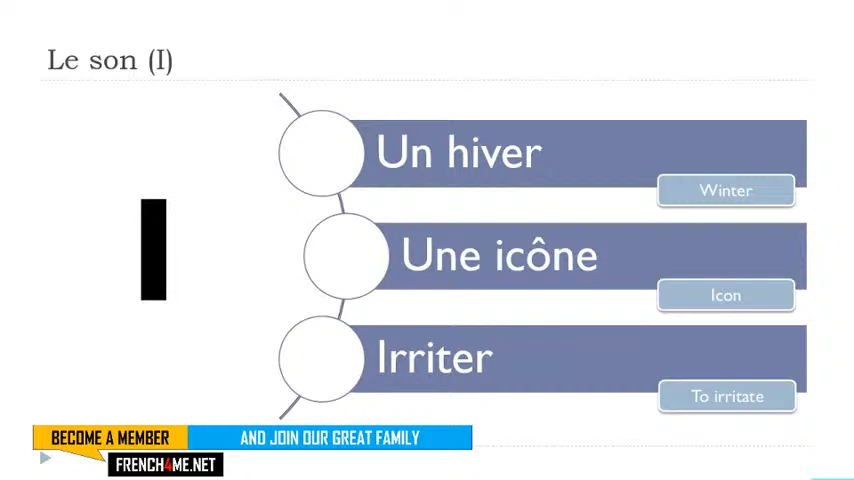 Le son (I)
I
Un hiver
Winter
Une icône
Icon
Irriter
To irritate
BECOME A MEMBER AND JOIN OUR GREAT FAMILY
FRENCH4ME.NET